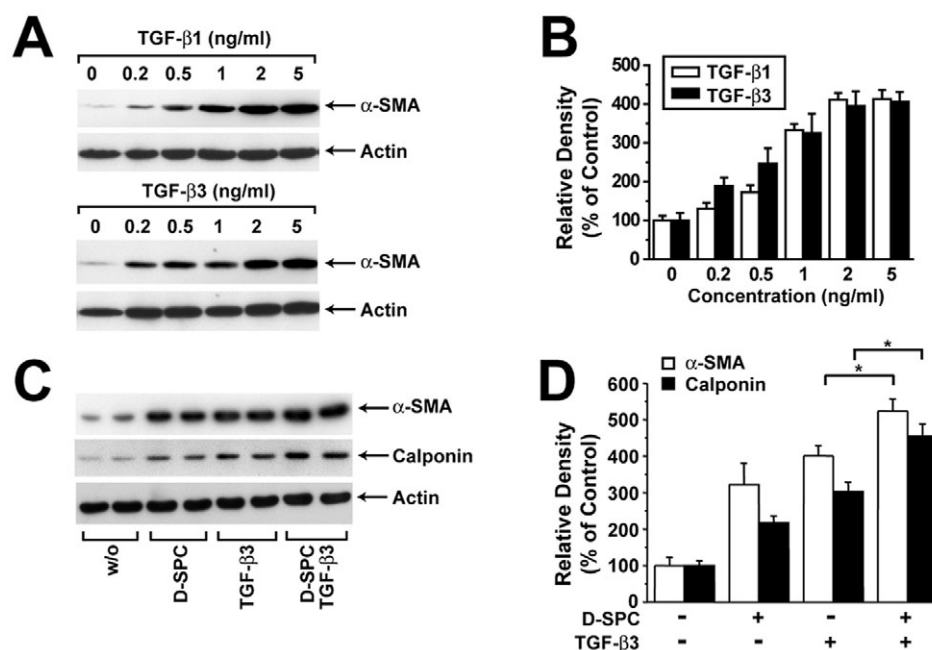 A
TGF-β1 (ng/ml)
0 0.2 0.5 1 2 5
α-SMA
Actin
TGF-β3 (ng/ml)
0 0.2 0.5 1 2 5
α-SMA
Actin
B
TGF-β1
TGF-β3
Relative Density
(% of Control)
500
400
300
200
100
0
0 0.2 0.5 1 2 5
Concentration (ng/ml)
C
α-SMA
Calponin
Actin
w/o
D-SPC
TGF-β3
D-SPC
TGF-β3
D
α-SMA
Calponin
* *
Relative Density
(% of Control)
600
500
400
300
200
100
0
D-SPC - + - +
TGF-β3 - - + +